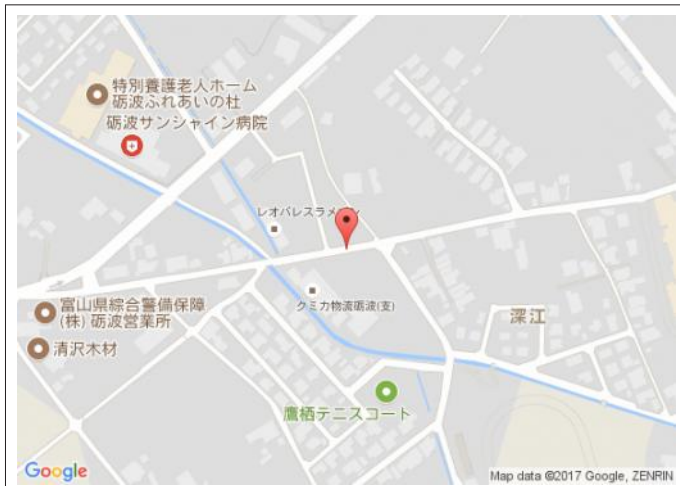 特別養護老人ホーム
砺波ふれあいの杜
砺波サンシャイン病院
レオパレスラメ
クミカ物流砺波(支)
富山県綜合警備保障
(株) 砺波営業所
清沢木材
深江
鷹栖テニスコート
Google
Map data ©2017 Google, ZENRIN